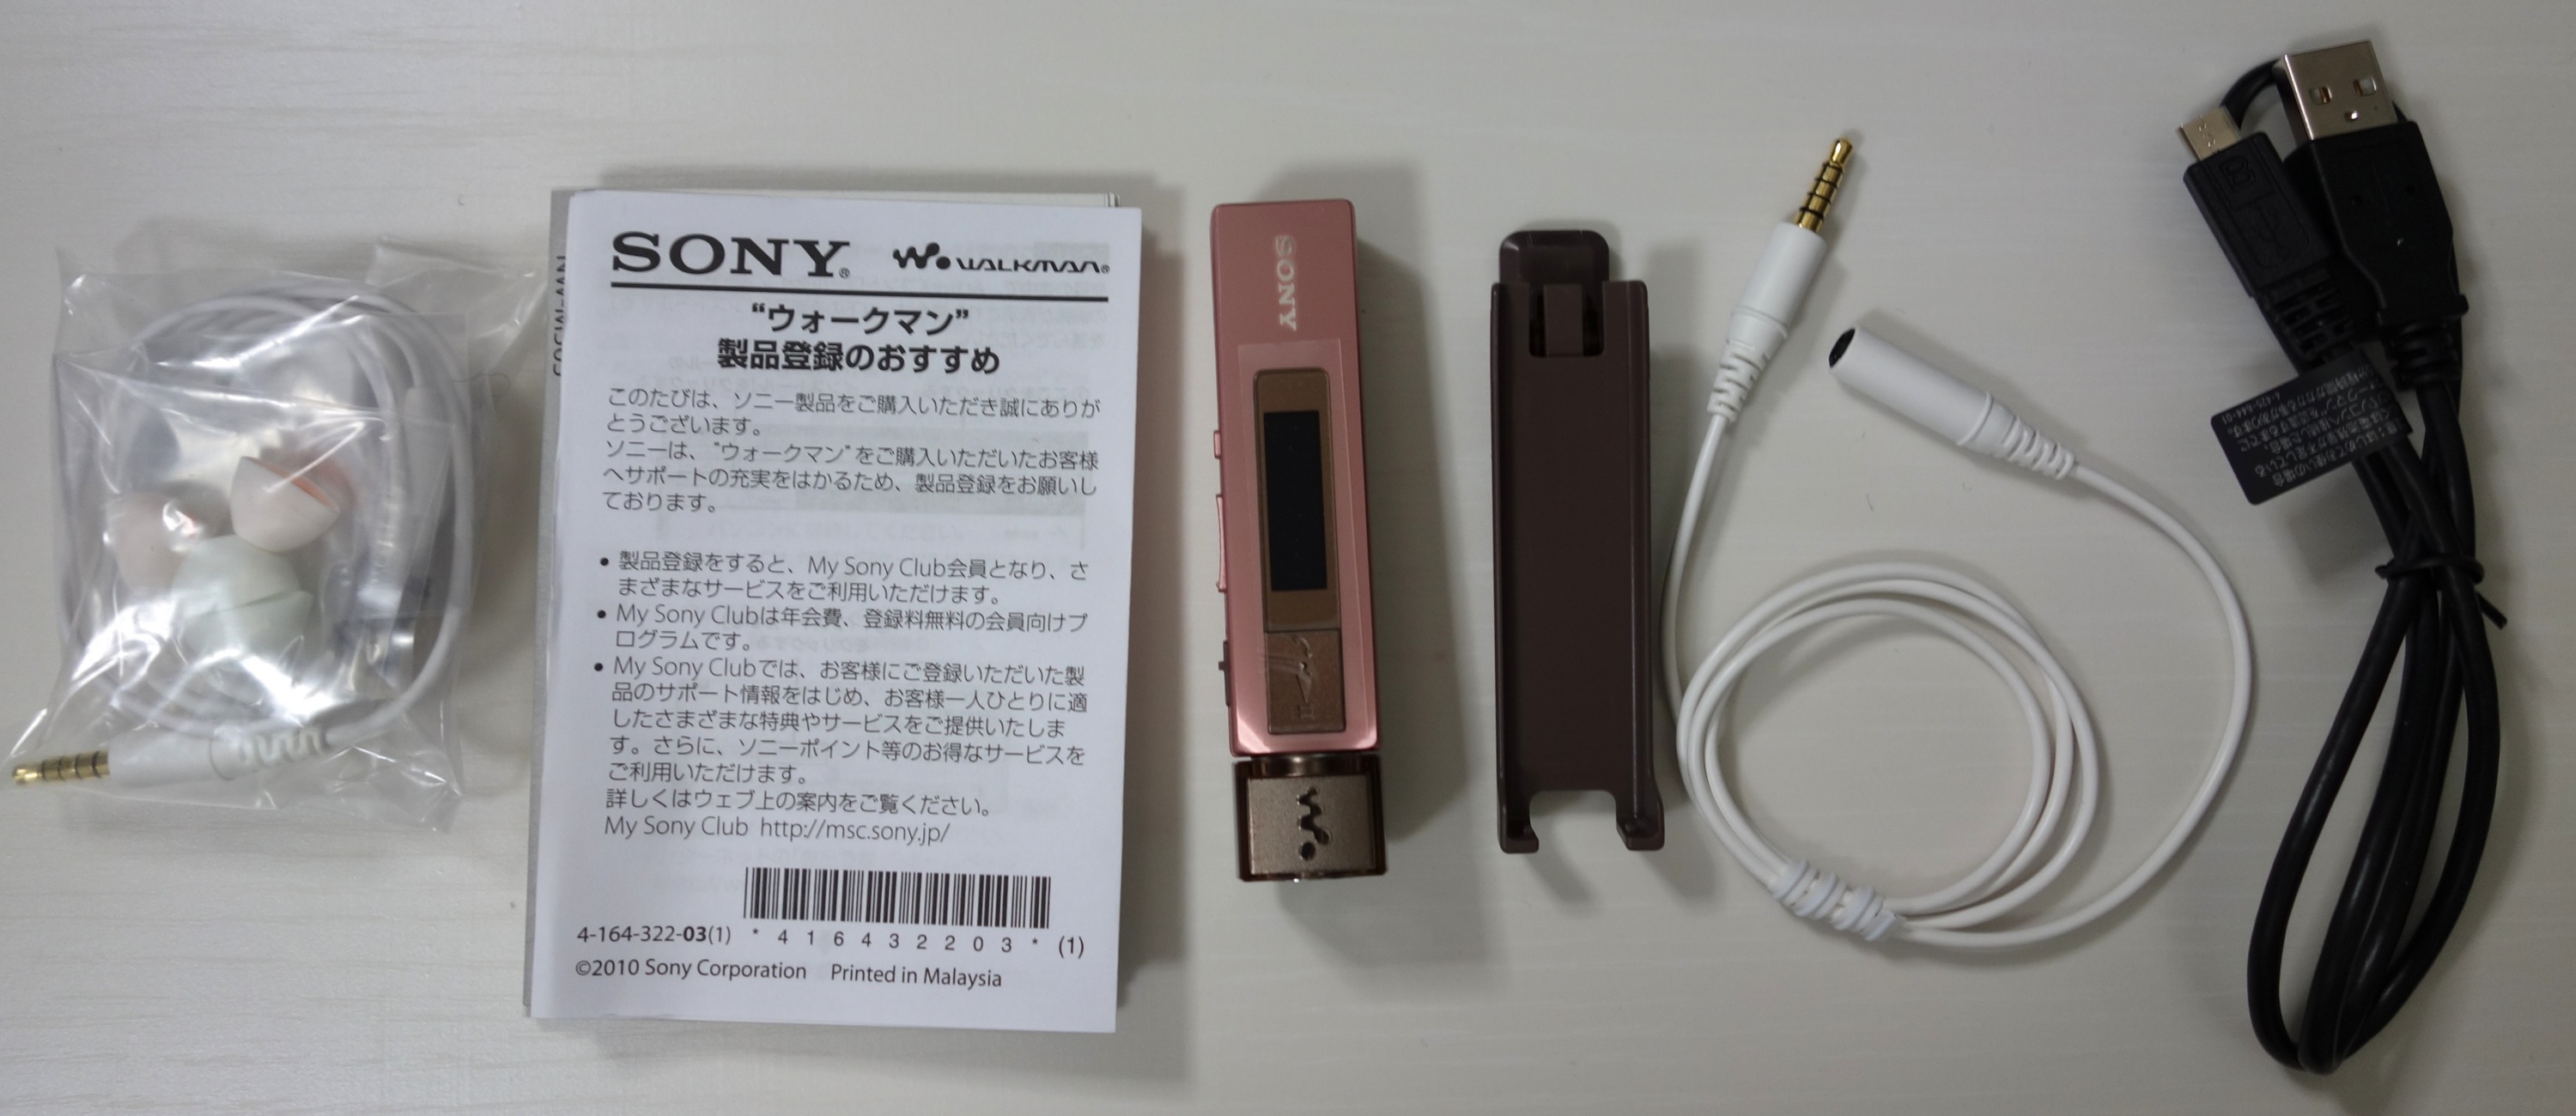 SONY® WALKMAN®
“ウォークマン”
製品登録のおすすめ
このたびは、ソニー製品をご購入いただき誠にありが
とうございます。
ソニーは、“ウォークマン”をご購入いただいたお客様
へサポートの充実をはかるため、製品登録をお願いし
ております。
• 製品登録をすると、My Sony Club会員となり、さ
まざまなサービスをご利用いただけます。
• My Sony Clubは年会費、登録料無料の会員向けプ
ログラムです。
• My Sony Clubでは、お客様にご登録いただいた製
品のサポート情報をはじめ、お客様一人ひとりに適
したさまざまな特典やサービスをご提供いたしま
す。さらに、ソニーポイント等のお得なサービスを
ご利用いただけます。
詳しくはウェブ上の案内をご覧ください。
My Sony Club http://msc.sony.jp/
4-164-322-03(1) * 4 1 6 4 3 2 2 0 3 * (1)
©2010 Sony Corporation Printed in Malaysia
SONY